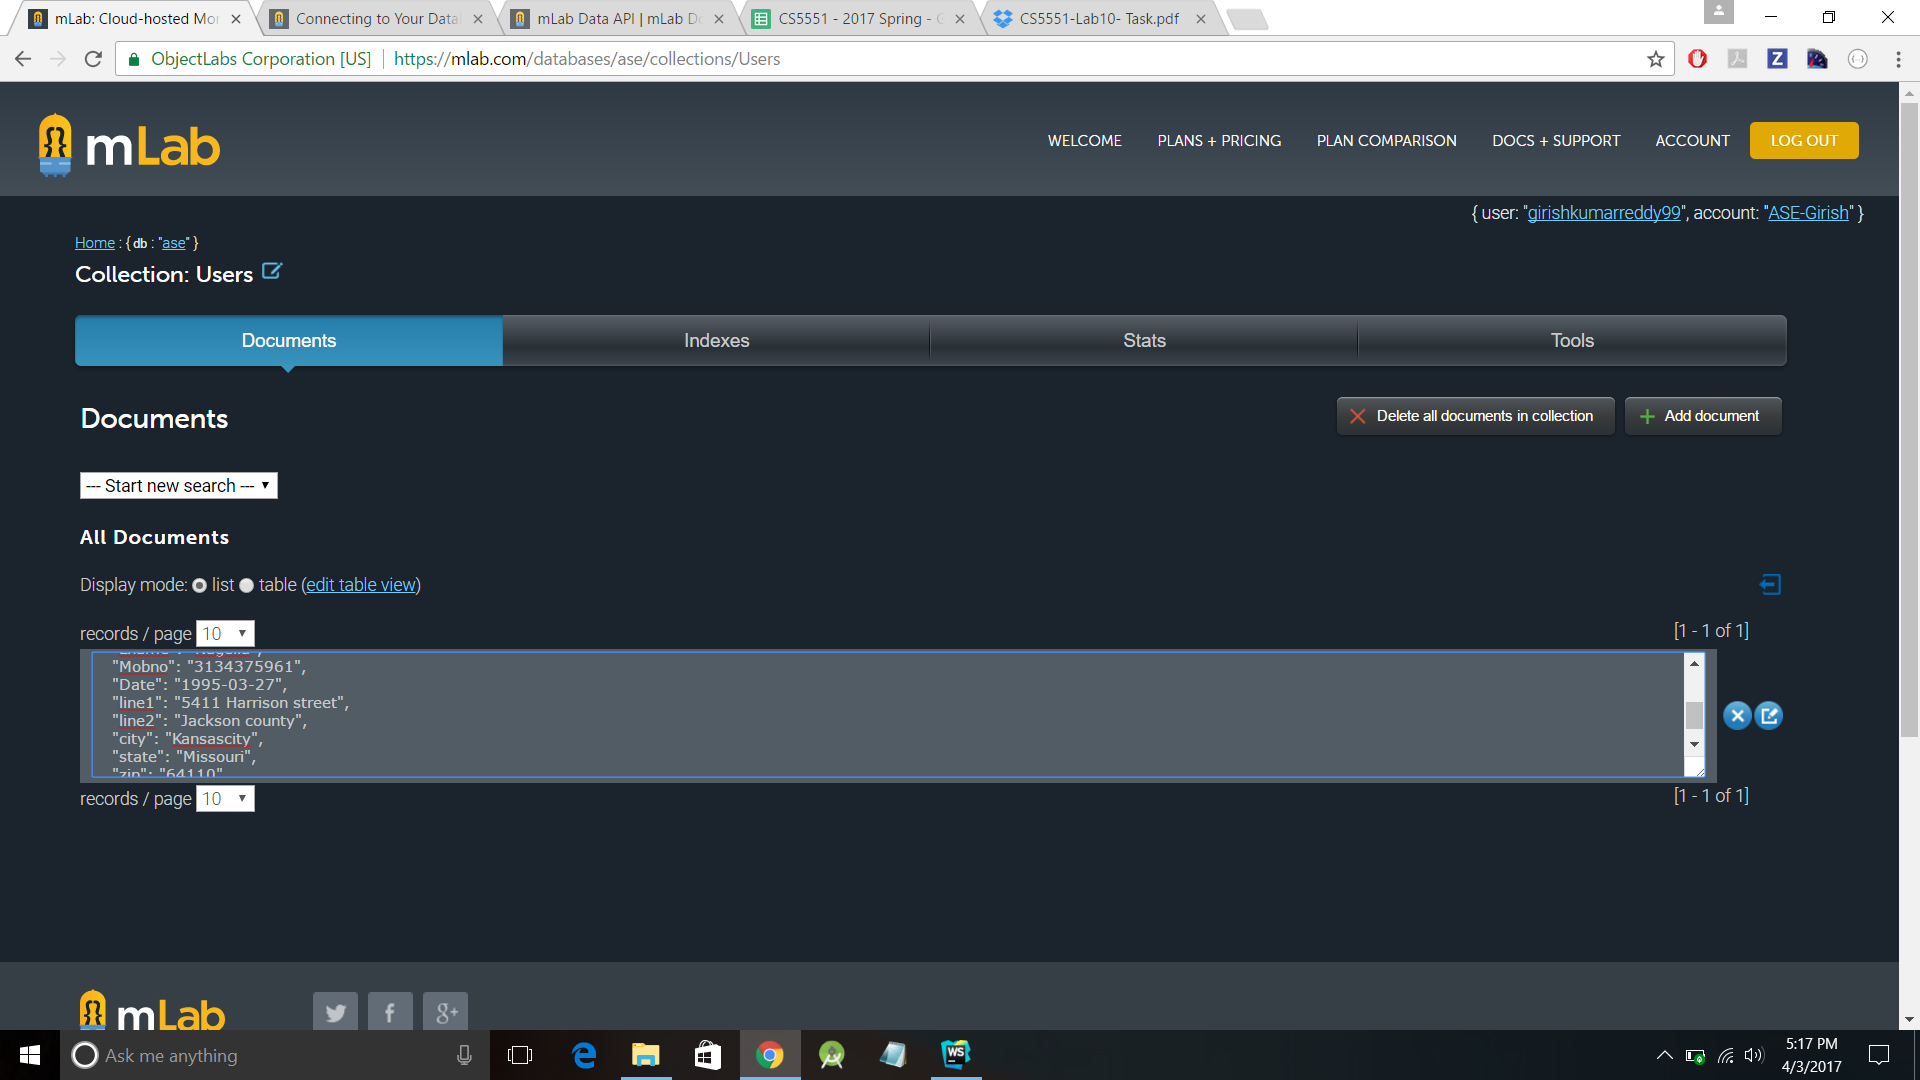 mLab: Cloud-hosted Mo
Connecting to Your Data
mLab Data API | mLab D
CS5551 - 2017 Spring -
CS5551-Lab10- Task.pdf
ObjectLabs Corporation [US]
https://mlab.com/databases/ase/collections/Users
mLab
WELCOME
PLANS + PRICING
PLAN COMPARISON
DOCS + SUPPORT
ACCOUNT
LOG OUT
{ user: "girishkumarreddy99", account: "ASE-Girish" }
Home : { db : "ase" }
Collection: Users
Documents
Indexes
Stats
Tools
Documents
Delete all documents in collection
Add document
--- Start new search ---
All Documents
Display mode: list table (edit table view)
records / page 10
[1 - 1 of 1]
"Mobno": "3134375961",
"Date": "1995-03-27",
"line1": "5411 Harrison street",
"line2": "Jackson county",
"city": "Kansascity",
"state": "Missouri",
"zip": "64110"
records / page 10
[1 - 1 of 1]
mLab
Ask me anything
5:17 PM
4/3/2017